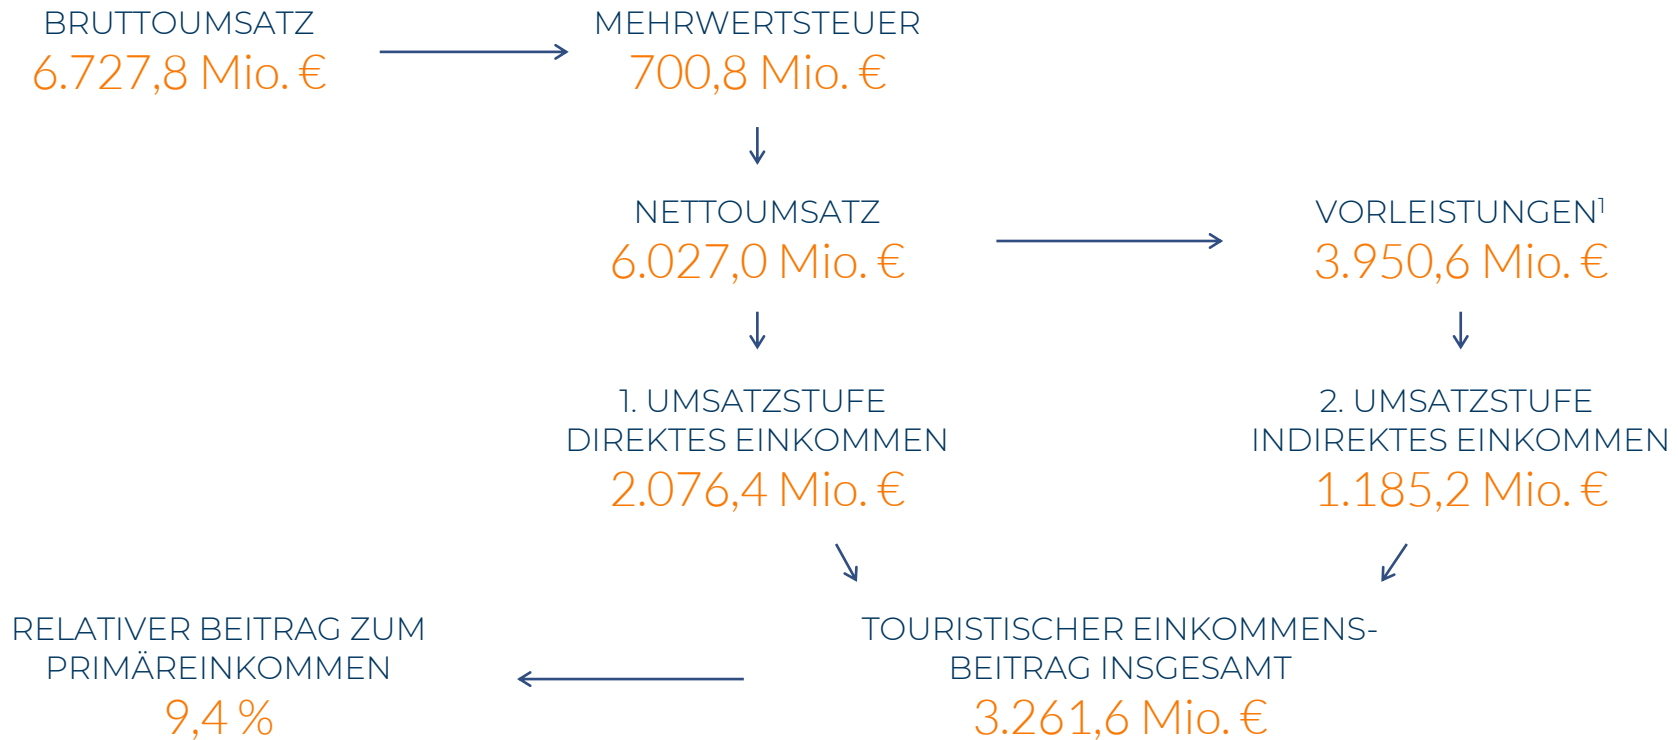 BRUTTOUMSATZ
6.727,8 Mio. €
MEHRWERTSTEUER
700,8 Mio. €
NETTOUMSATZ
6.027,0 Mio. €
VORLEISTUNGEN¹
3.950,6 Mio. €
1. UMSATZSTUFE
DIREKTES EINKOMMEN
2.076,4 Mio. €
2. UMSATZSTUFE
INDIREKTES EINKOMMEN
1.185,2 Mio. €
RELATIVER BEITRAG ZUM
PRIMÄREINKOMMEN
9,4 %
TOURISTISCHER EINKOMMENS-
BEITRAG INSGESAMT
3.261,6 Mio. €